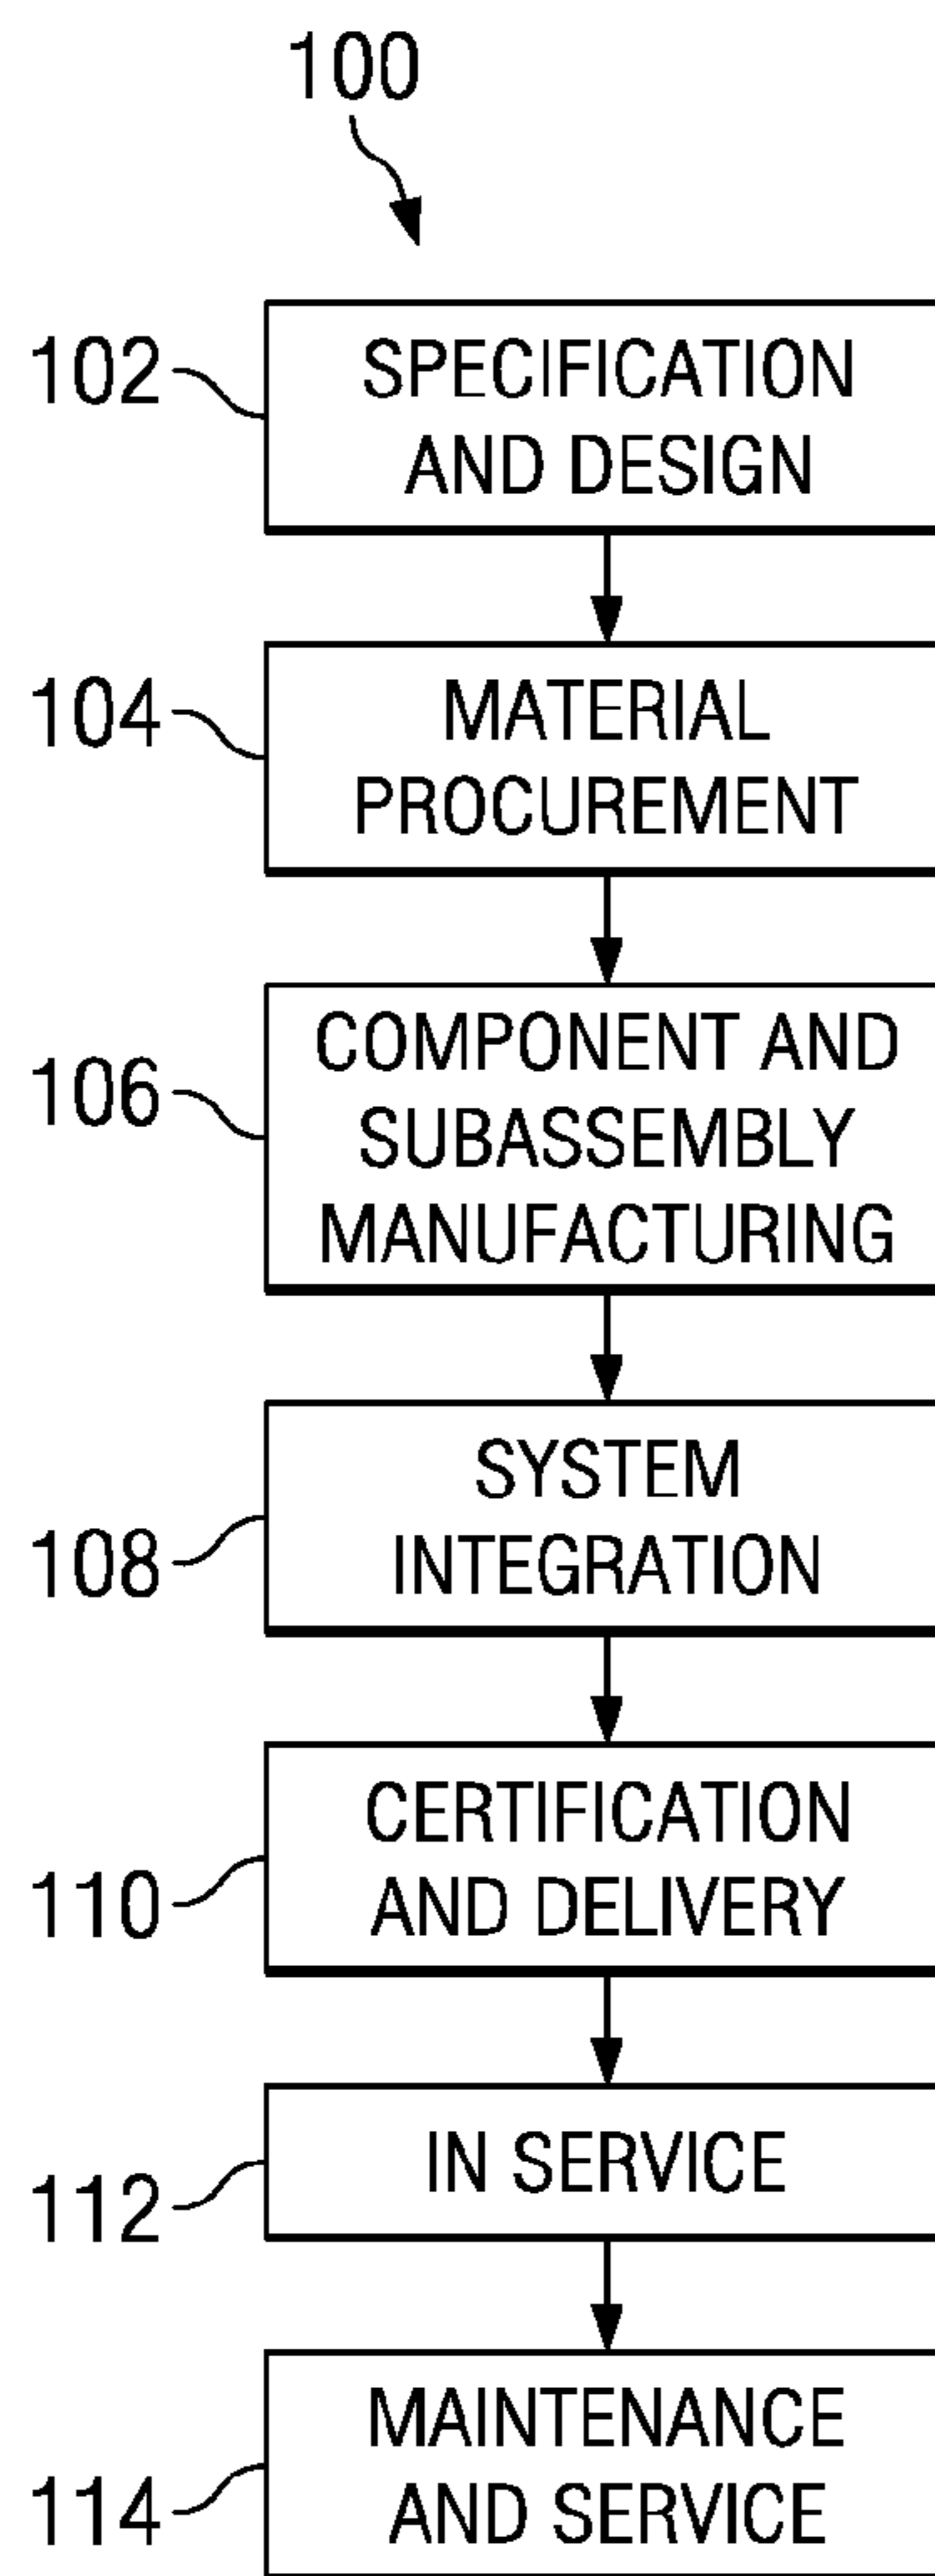 100
102
SPECIFICATION
AND DESIGN
104
MATERIAL
PROCUREMENT
106
COMPONENT AND
SUBASSEMBLY
MANUFACTURING
108
SYSTEM
INTEGRATION
110
CERTIFICATION
AND DELIVERY
112
IN SERVICE
114
MAINTENANCE
AND SERVICE